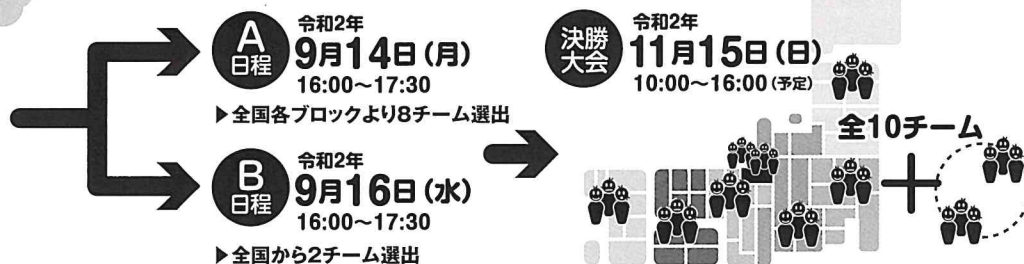 A
日程
令和2年
9月14日(月)
16:00〜17:30
▶全国各ブロックより8チーム選出
B
日程
令和2年
9月16日(水)
16:00〜17:30
▶全国から2チーム選出
決勝
大会
令和2年
11月15日(日)
10:00〜16:00(予定)
全10チーム